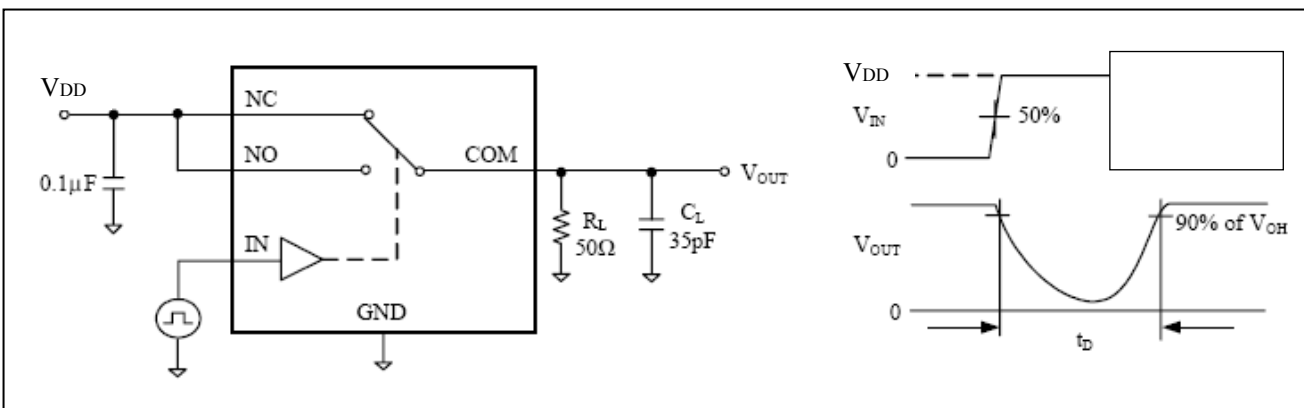 VDD
NC
NO
COM
0.1μF
VOUT
RL
50Ω
CL
35pF
IN
GND
VDD
VIN
50%
0
90% of VOH
VOUT
0
tD